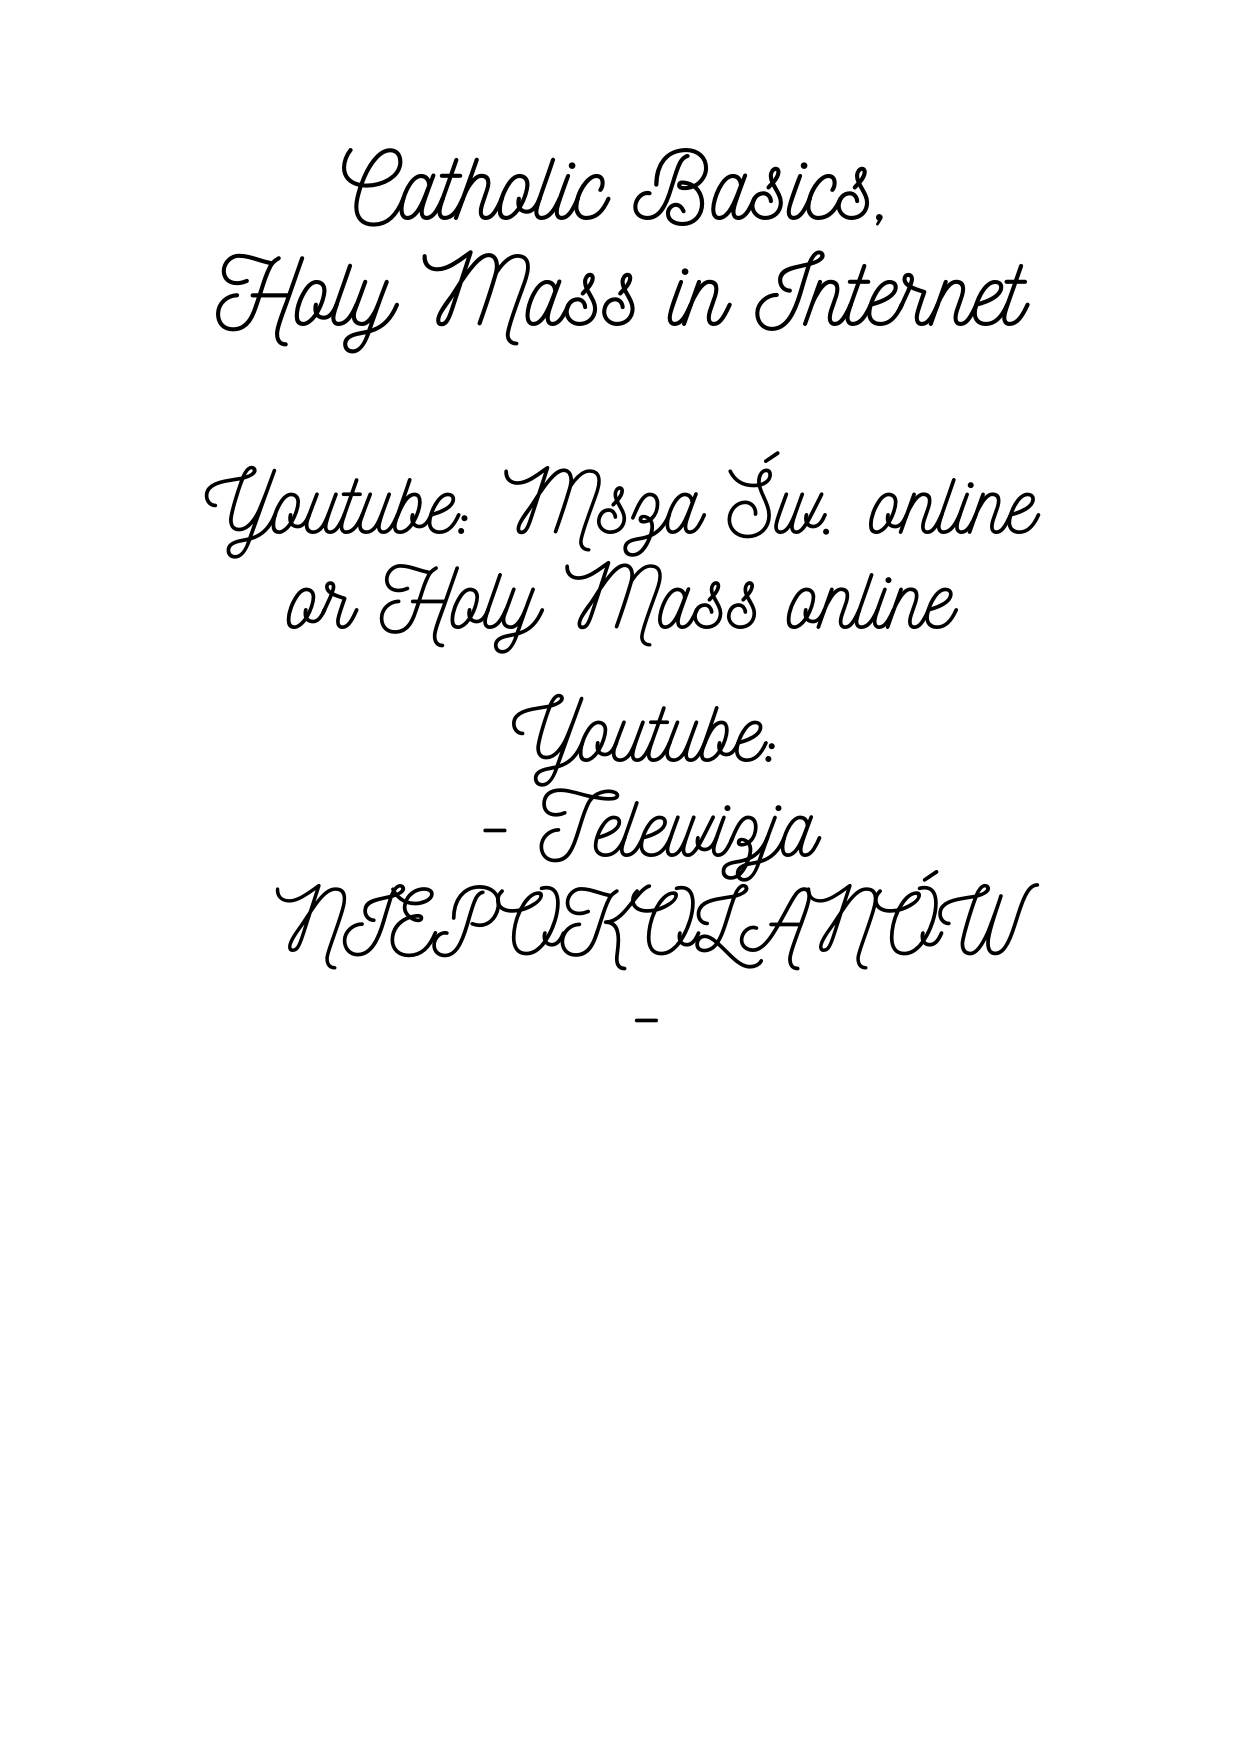 Catholic Basics,
Holy Mass in Internet
Youtube: Msza Św. online
or Holy Mass online
Youtube:
- Telewizja
NIEPOKOLANÓW
-